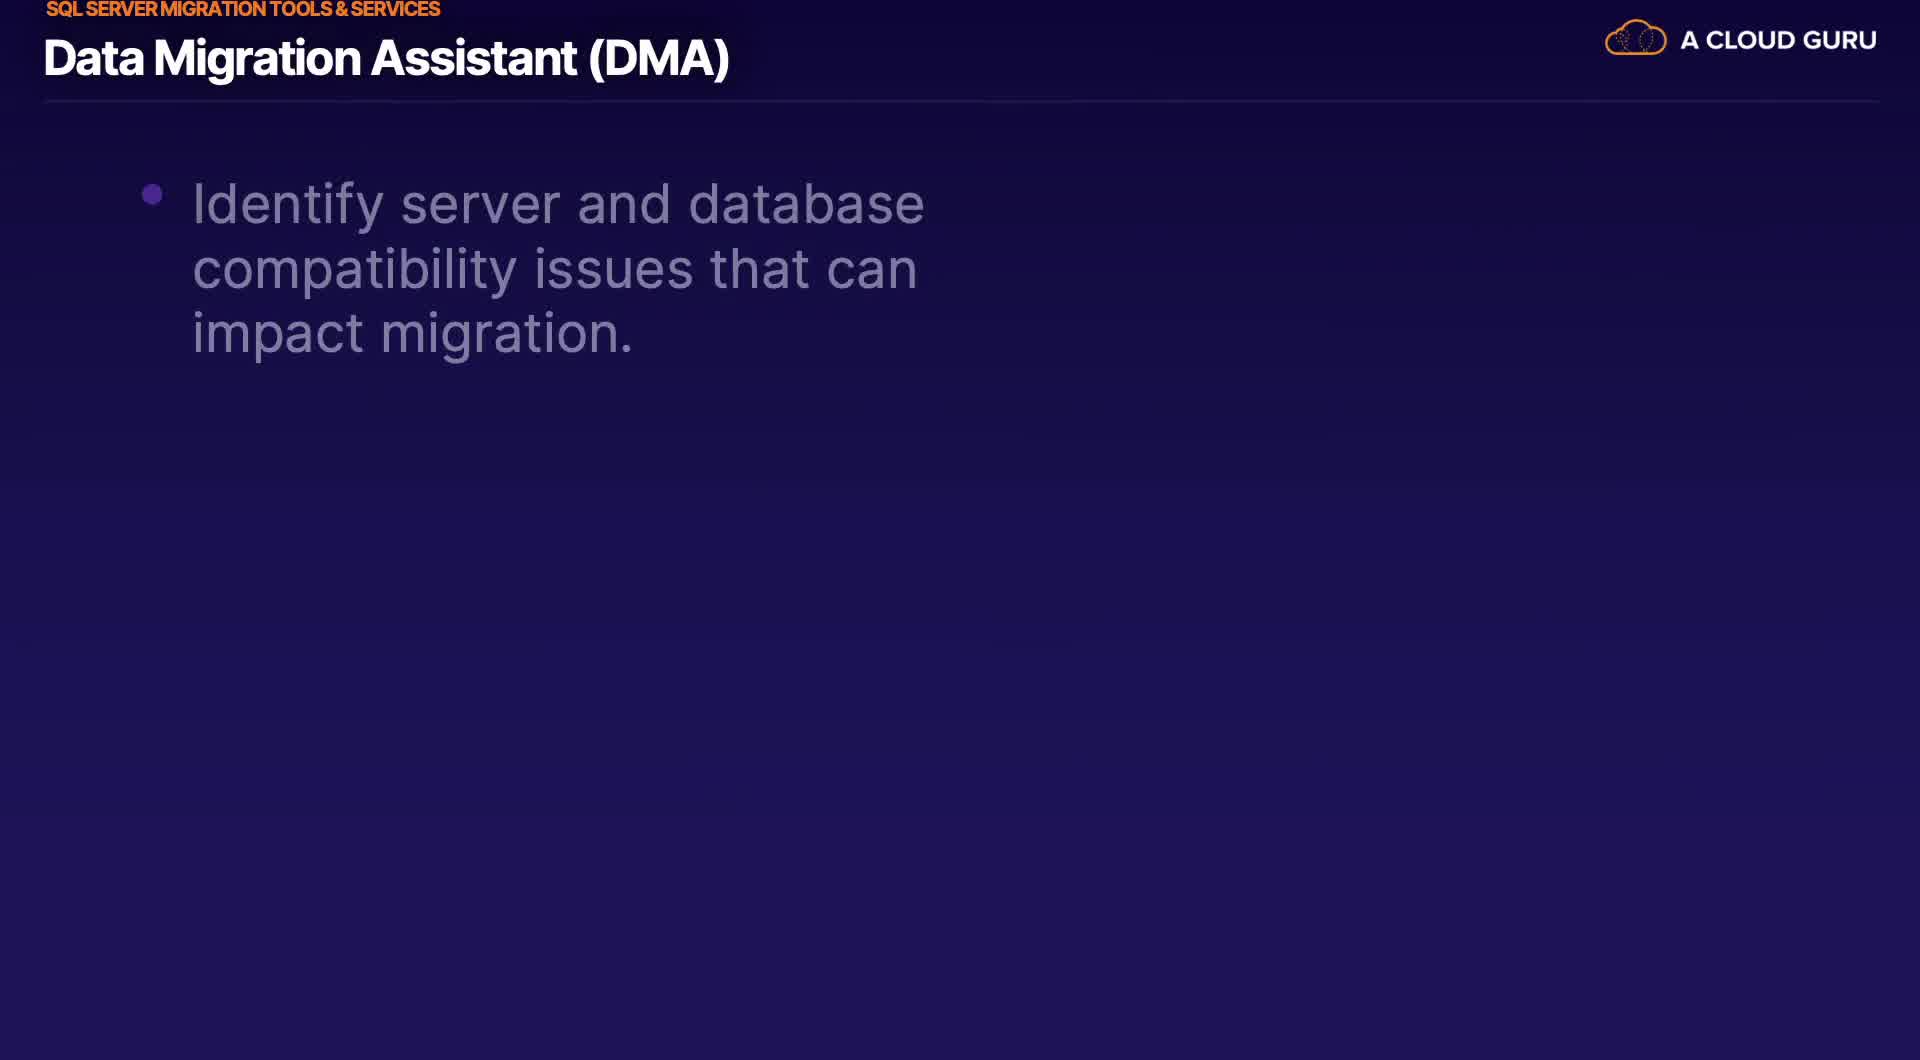 SQL SERVER MIGRATION TOOLS & SERVICES
Data Migration Assistant (DMA)
A CLOUD GURU
Identify server and database
compatibility issues that can
impact migration.